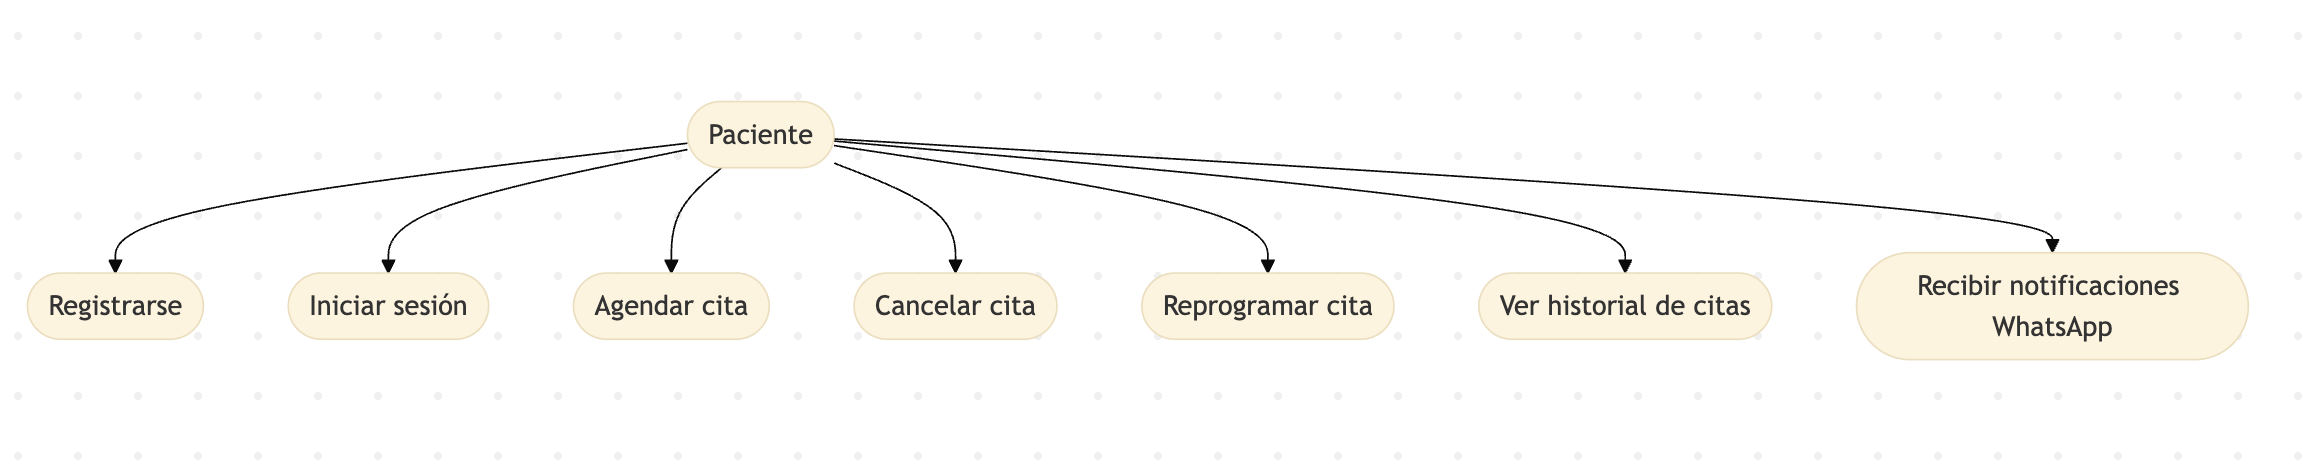 Paciente
Registrarse
Iniciar sesión
Agendar cita
Cancelar cita
Reprogramar cita
Ver historial de citas
Recibir notificaciones
WhatsApp